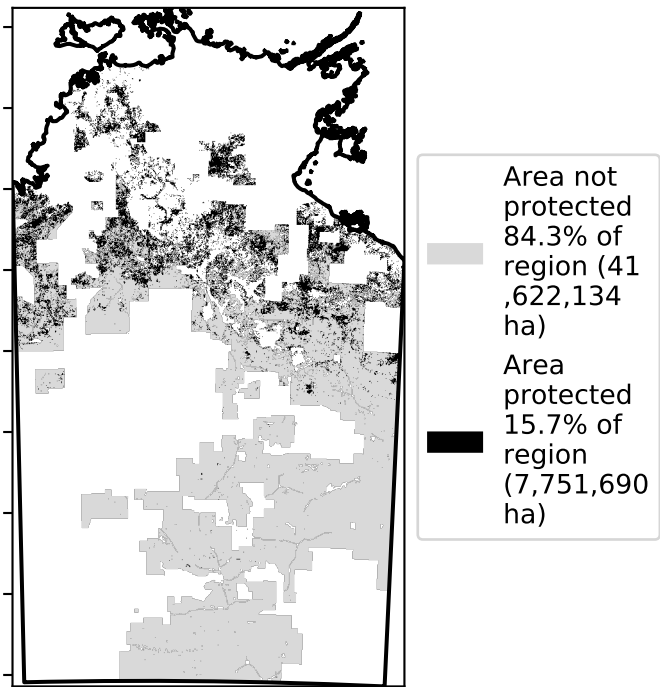 Area not
protected
84.3% of
region (41
,622,134
ha)
Area
protected
15.7% of
region
(7,751,690
ha)